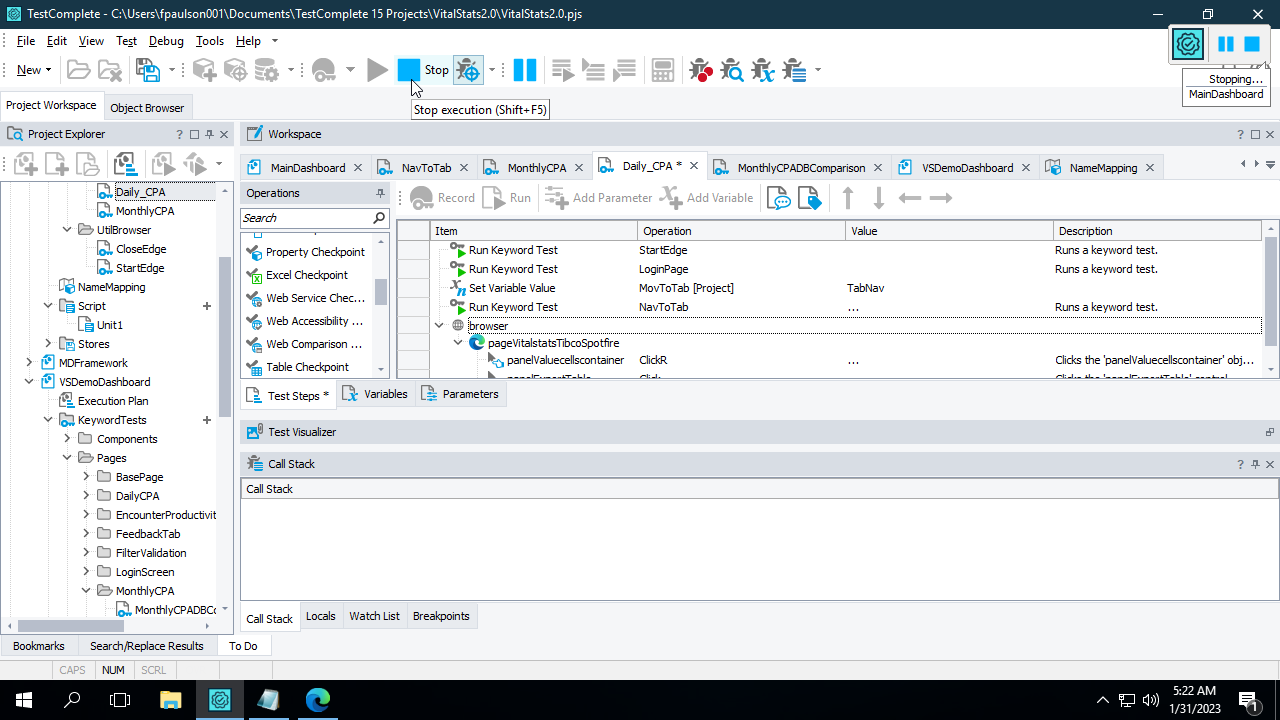 TestComplete - C:\Users\fpaulson001\Documents\TestComplete 15 Projects\VitalStats2.0\VitalStats2.0.pjs
File Edit View Test Debug Tools Help
New Stop
Stopping...
MainDashboard
Stop execution (Shift+F5)
Project Workspace Object Browser
Project Explorer ?
Workspace ?
MainDashboard NavToTab MonthlyCPA Daily_CPA * MonthlyCPADBComparison VSDemoDashboard NameMapping
Operations
Record Run Add Parameter Add Variable
Search
Property Checkpoint
Excel Checkpoint
Web Service Chec...
Web Accessibility ...
Web Comparison ...
Table Checkpoint
Item Operation Value Description
Run Keyword Test StartEdge Runs a keyword test.
Run Keyword Test LoginPage Runs a keyword test.
Set Variable Value MovToTab [Project] TabNav
Run Keyword Test NavToTab ... Runs a keyword test.
browser
pageVitalstatsTibcoSpotfire
panelValuecellscontainer ClickR ... Clicks the 'panelValuecellscontainer' obj...
panelExportTable Click Clicks the 'panelExportTable' control
Daily_CPA
MonthlyCPA
UtilBrowser
CloseEdge
StartEdge
NameMapping
Script
Unit1
Stores
MDFramework
VSDemoDashboard
Execution Plan
KeywordTests
Components
Pages
BasePage
DailyCPA
EncounterProductivit
FeedbackTab
FilterValidation
LoginScreen
MonthlyCPA
MonthlyCPADBCo
Test Steps * Variables Parameters
Test Visualizer
Call Stack ?
Call Stack
Call Stack Locals Watch List Breakpoints
Bookmarks Search/Replace Results To Do
CAPS NUM SCRL
5:22 AM
1/31/2023
1